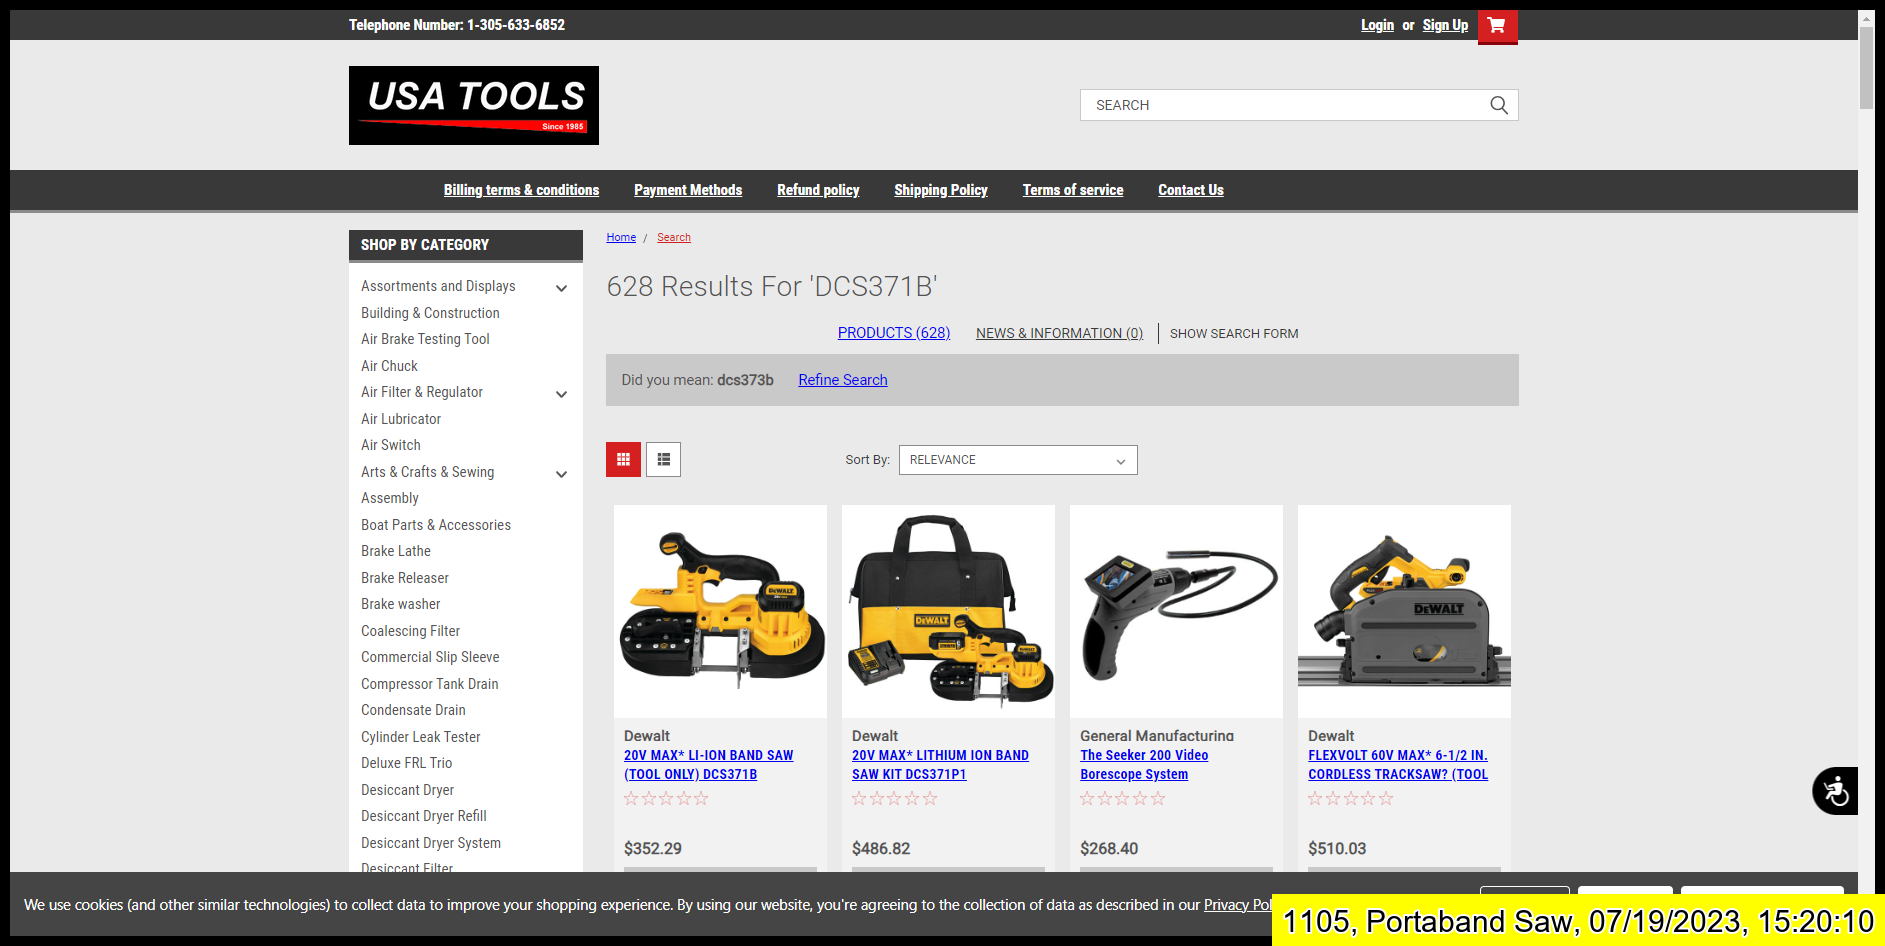 Telephone Number: 1-305-633-6852
Login or Sign Up
USA TOOLS
Since 1985
SEARCH
Billing terms & conditions
Payment Methods
Refund policy
Shipping Policy
Terms of service
Contact Us
SHOP BY CATEGORY
Assortments and Displays
Building & Construction
Air Brake Testing Tool
Air Chuck
Air Filter & Regulator
Air Lubricator
Air Switch
Arts & Crafts & Sewing
Assembly
Boat Parts & Accessories
Brake Lathe
Brake Releaser
Brake washer
Coalescing Filter
Commercial Slip Sleeve
Compressor Tank Drain
Condensate Drain
Cylinder Leak Tester
Deluxe FRL Trio
Desiccant Dryer
Desiccant Dryer Refill
Desiccant Dryer System
Desiccant Filter
Home / Search
628 Results For 'DCS371B'
PRODUCTS (628)
NEWS & INFORMATION (0)
SHOW SEARCH FORM
Did you mean: dcs373b
Refine Search
Sort By:
RELEVANCE
DEWALT
Dewalt
20V MAX* LI-ION BAND SAW
(TOOL ONLY) DCS371B
$352.29
DEWALT
Dewalt
20V MAX* LITHIUM ION BAND
SAW KIT DCS371P1
$486.82
General Manufacturing
The Seeker 200 Video
Borescope System
$268.40
DEWALT
Dewalt
FLEXVOLT 60V MAX* 6-1/2 IN.
CORDLESS TRACKSAW? (TOOL
$510.03
We use cookies (and other similar technologies) to collect data to improve your shopping experience. By using our website, you're agreeing to the collection of data as described in our Privacy Pol
1105, Portaband Saw, 07/19/2023, 15:20:10